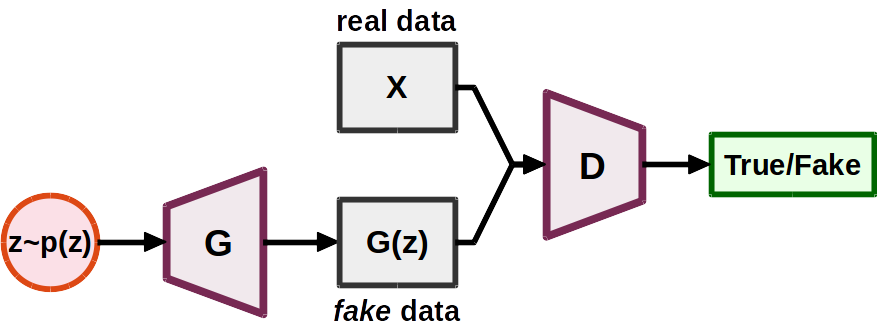 real data
X
D
True/Fake
z~p(z)
G
G(z)
fake data